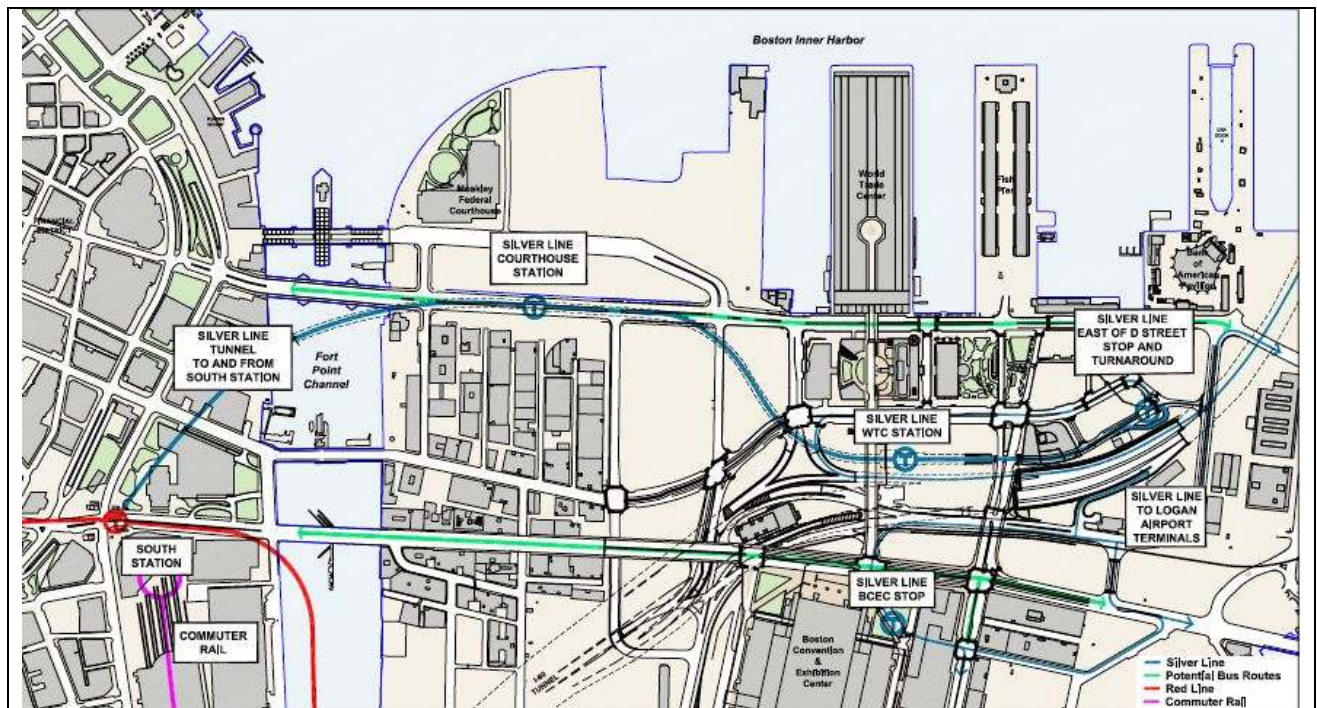 Boston Inner Harbor
Moakley
Federal
Courthouse
World
Trade
Center
Fish
Pier
Bank
of
American
Pavilion
SILVER LINE
COURTHOUSE
STATION
SILVER LINE
TUNNEL
TO AND FROM
SOUTH STATION
Fort
Point
Channel
SILVER LINE
EAST OF D STREET
STOP AND
TURNAROUND
SILVER LINE
WTC STATION
T
T
T
SILVER LINE
TO LOGAN
AIRPORT
TERMINALS
SOUTH
STATION
SILVER LINE
BCEC STOP
T
COMMUTER
RAIL
Boston
Convention
&
Exhibition
Center
I-90
TUNNEL
Silver Line
Potential Bus Routes
Red Line
Commuter Rail